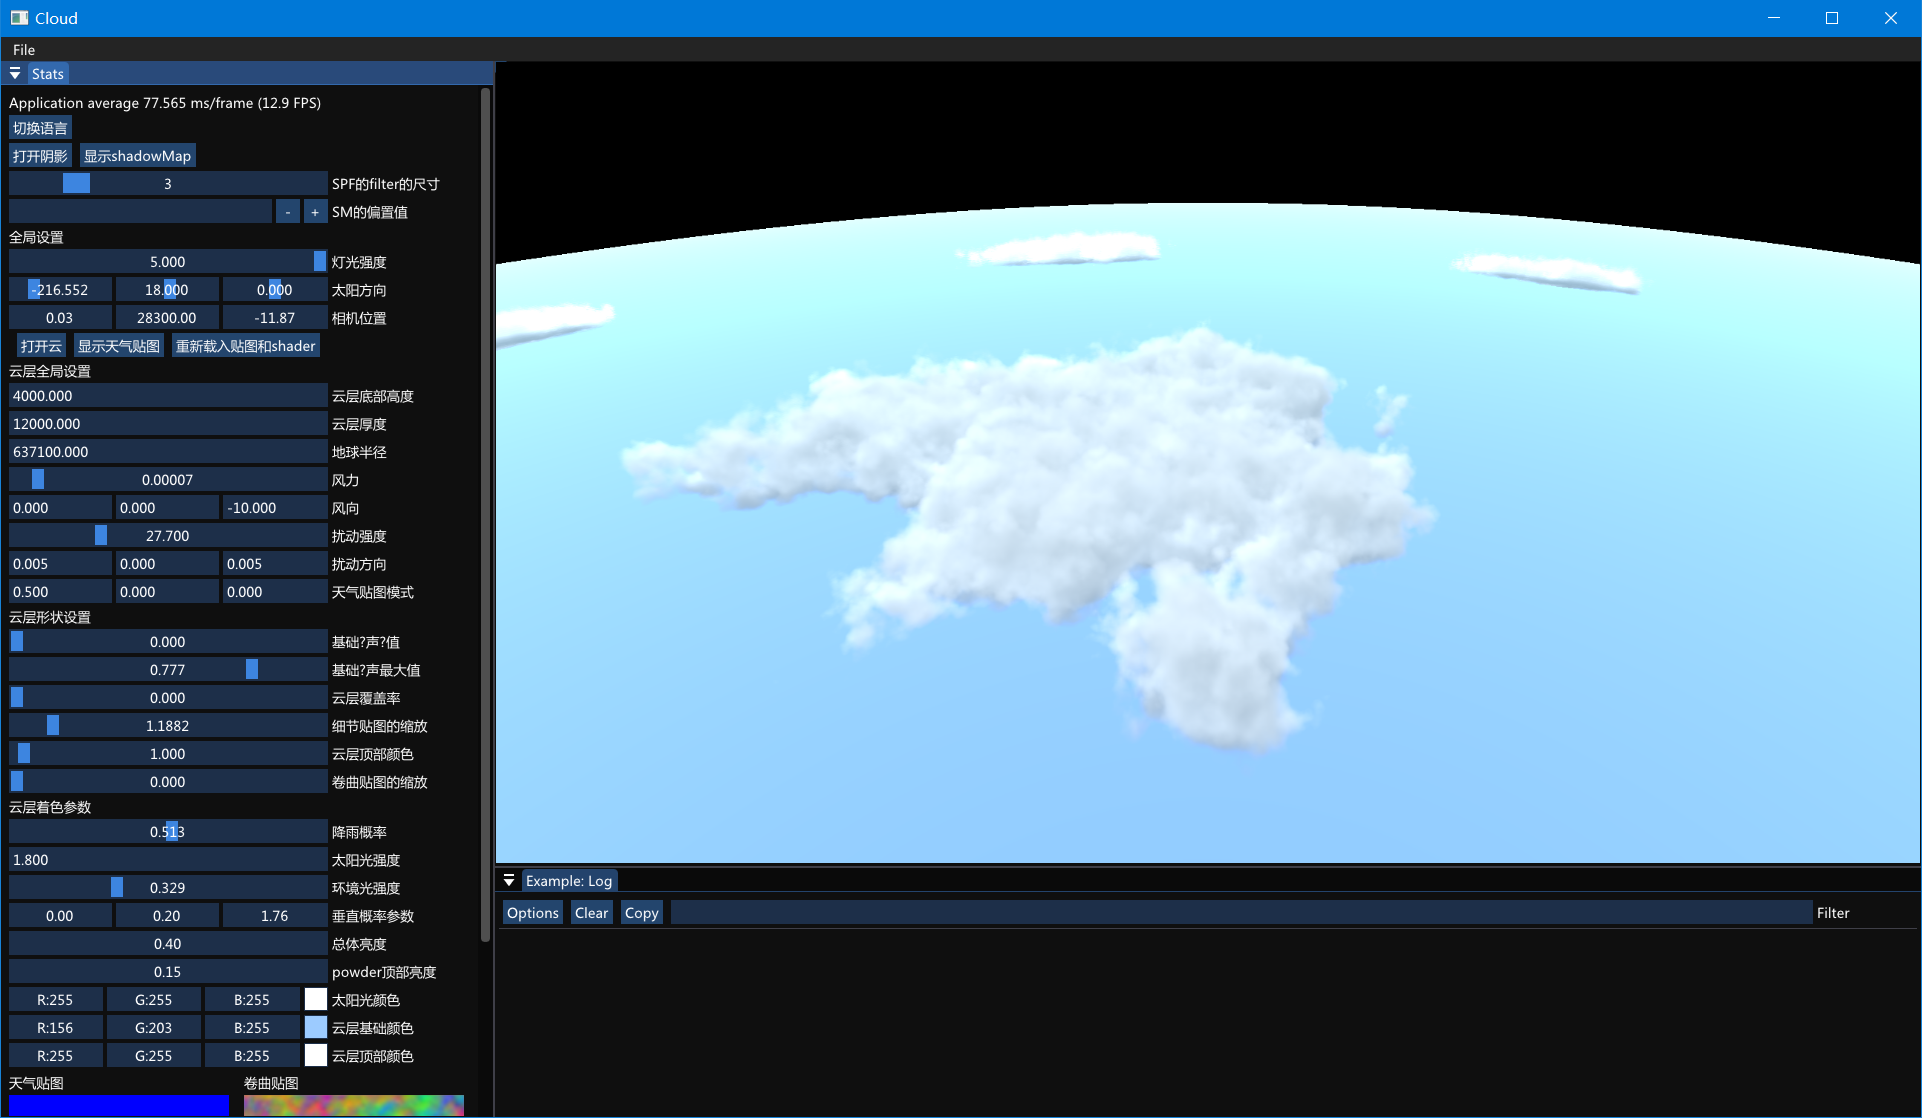 Cloud
File
Stats
Application average 77.565 ms/frame (12.9 FPS)
切换语言
打开阴影 显示shadowMap
3 SPF的filter的尺寸
- + SM的偏置值
全局设置
5.000 灯光强度
-216.552 18.000 0.000 太阳方向
0.03 28300.00 -11.87 相机位置
打开云 显示天气贴图 重新载入贴图和shader
云层全局设置
4000.000 云层底部高度
12000.000 云层厚度
637100.000 地球半径
0.00007 风力
0.000 0.000 -10.000 风向
27.700 扰动强度
0.005 0.000 0.005 扰动方向
0.500 0.000 0.000 天气贴图模式
云层形状设置
0.000 基础?声?值
0.777 基础?声最大值
0.000 云层覆盖率
1.1882 细节贴图的缩放
1.000 云层顶部颜色
0.000 卷曲贴图的缩放
云层着色参数
0.513 降雨概率
1.800 太阳光强度
0.329 环境光强度
0.00 0.20 1.76 垂直概率参数
0.40 总体亮度
0.15 powder顶部亮度
R:255 G:255 B:255 太阳光颜色
R:156 G:203 B:255 云层基础颜色
R:255 G:255 B:255 云层顶部颜色
天气贴图 卷曲贴图
Example: Log
Options Clear Copy Filter